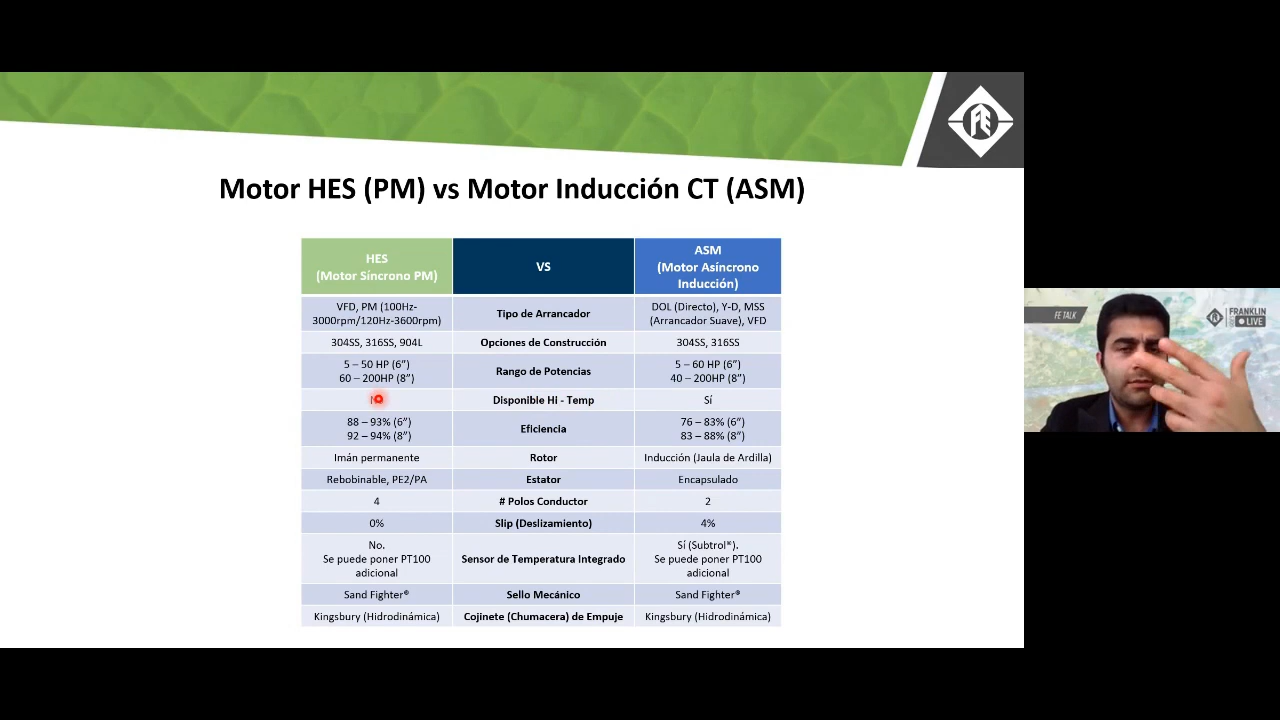 Motor HES (PM) vs Motor Inducción CT (ASM)
HES
(Motor Síncrono PM)
VS
ASM
(Motor Asíncrono
Inducción)
VFD, PM (100Hz-
3000rpm/120Hz-3600rpm)
Tipo de Arrancador
DOL (Directo), Y-D, MSS
(Arrancador Suave), VFD
304SS, 316SS, 904L
Opciones de Construcción
304SS, 316SS
5 – 50 HP (6”)
60 – 200HP (8”)
Rango de Potencias
5 – 60 HP (6”)
40 – 200HP (8”)
Disponible Hi - Temp
Sí
88 – 93% (6”)
92 – 94% (8”)
Eficiencia
76 – 83% (6”)
83 – 88% (8”)
Imán permanente
Rotor
Inducción (Jaula de Ardilla)
Rebobinable, PE2/PA
Estator
Encapsulado
4
# Polos Conductor
2
0%
Slip (Deslizamiento)
4%
No.
Se puede poner PT100
adicional
Sensor de Temperatura Integrado
Sí (Subtrol®).
Se puede poner PT100
adicional
Sand Fighter®
Sello Mecánico
Sand Fighter®
Kingsbury (Hidrodinámica)
Cojinete (Chumacera) de Empuje
Kingsbury (Hidrodinámica)
FE TALK
FRANKLIN
LIVE